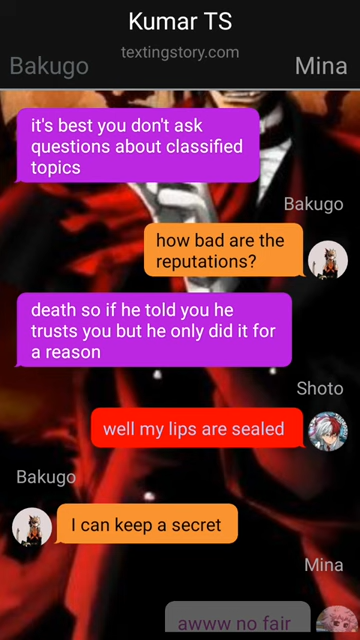 Kumar TS
textingstory.com
Bakugo
Mina
it's best you don't ask
questions about classified
topics
Bakugo
how bad are the
reputations?
death so if he told you he
trusts you but he only did it for
a reason
Shoto
well my lips are sealed
Bakugo
I can keep a secret
Mina
awww no fair